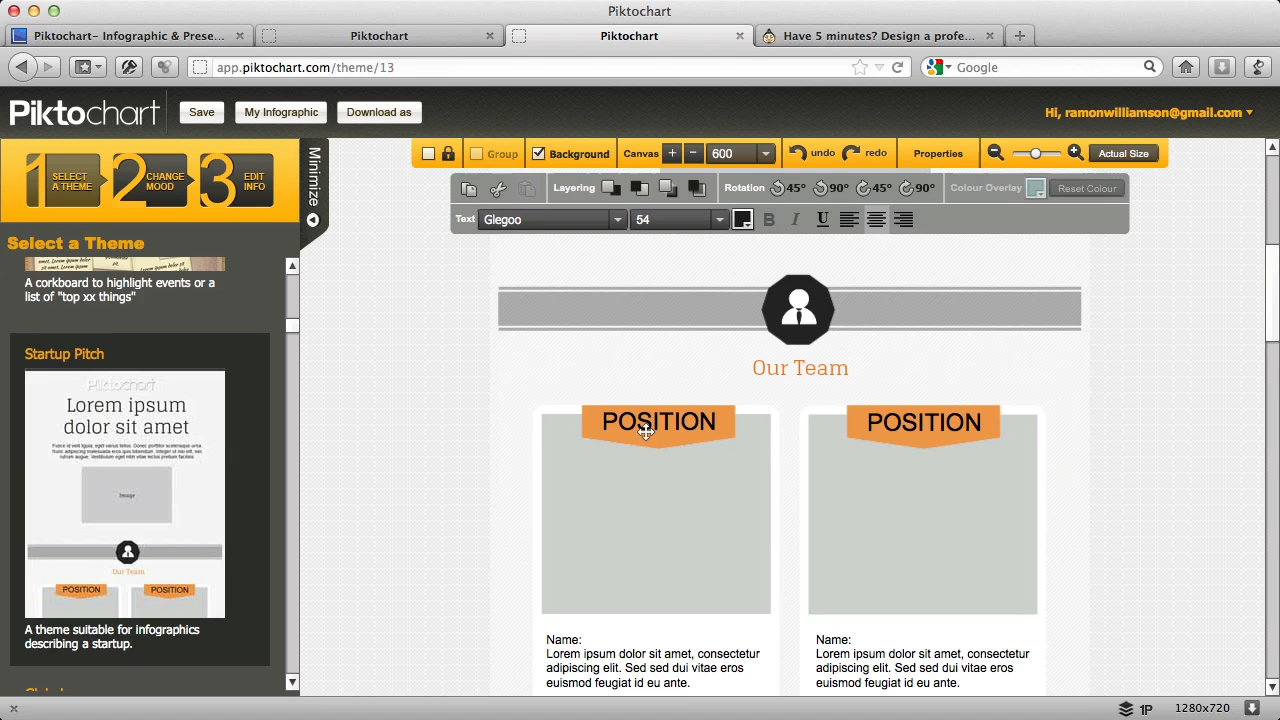 Piktochart
Piktochart- Infographic & Prese...
Piktochart
Piktochart
Have 5 minutes? Design a profe...
app.piktochart.com/theme/13
Google
Piktochart
Save
My Infographic
Download as
Hi, ramonwilliamson@gmail.com
1 SELECT A THEME
2 CHANGE MOOD
3 EDIT INFO
Minimize
Group
Background
Canvas
+
−
600
undo
redo
Properties
Actual Size
Layering
Rotation
45°
90°
45°
90°
Colour Overlay
Reset Colour
Text
Glegoo
54
B
I
U
Select a Theme
A corkboard to highlight events or a
list of "top xx things"
Startup Pitch
Piktochart
Lorem ipsum
dolor sit amet
Image
Our Team
POSITION
POSITION
A theme suitable for infographics
describing a startup.
Our Team
POSITION
POSITION
Name:
Lorem ipsum dolor sit amet, consectetur
adipiscing elit. Sed sed dui vitae eros
euismod feugiat id eu ante.
Name:
Lorem ipsum dolor sit amet, consectetur
adipiscing elit. Sed sed dui vitae eros
euismod feugiat id eu ante.
1P
1280x720